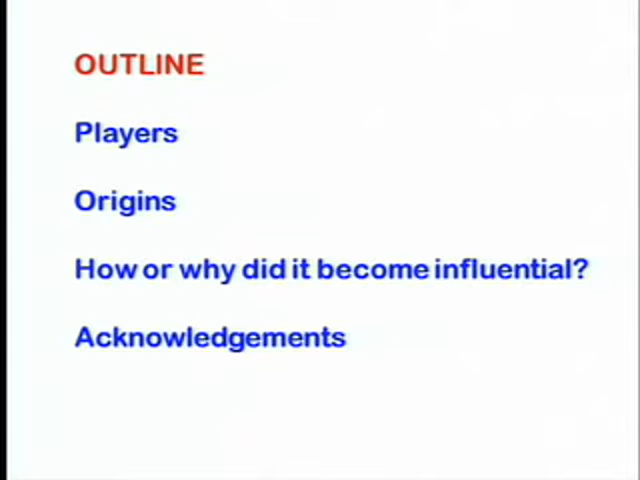 OUTLINE
Players
Origins
How or why did it become influential?
Acknowledgements